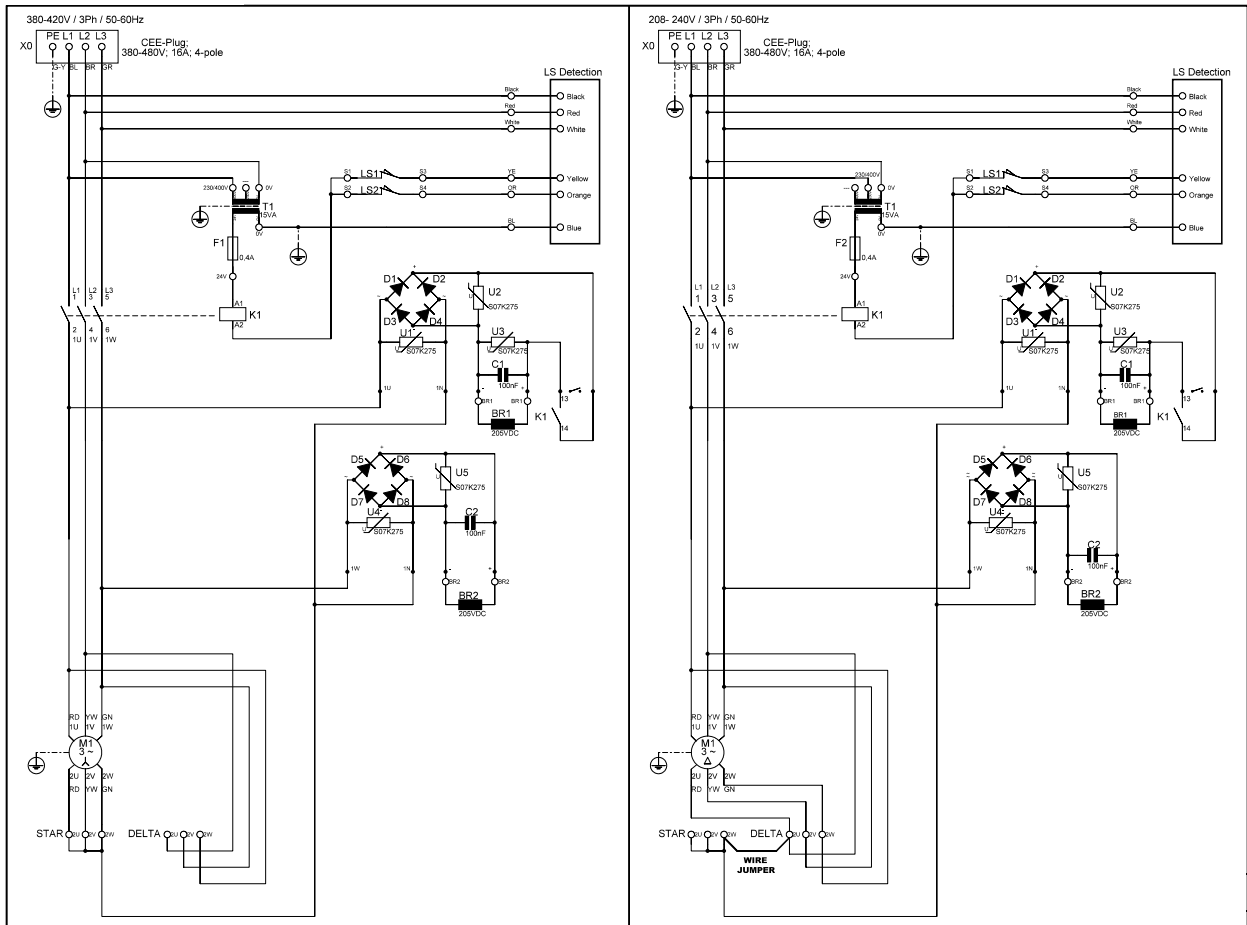 380-420V / 3Ph / 50-60Hz
X0
PE L1 L2 L3
CEE-Plug;
380-480V; 16A; 4-pole
G-Y BL BR GR
LS Detection
Black Black
Red Red
White White
230/400V --- 0V
S1 LS1 S3 YE Yellow
S2 LS2 S4 OR Orange
T1
15VA
0V
BL Blue
F1
0,4A
24V
L1 L2 L3
1 3 5
A1
K1
A2
2 4 6
1U 1V 1W
+
D1 D2
~ ~
D3 D4
-
U1
U S07K275
U2
U S07K275
U3
U S07K275
C1
100nF
1U 1N
- +
BR1 BR1
BR1
205VDC
13
K1
14
+
D5 D6
~ ~
D7 D8
-
U4
U S07K275
U5
U S07K275
C2
100nF
1W 1N
- +
BR2 BR2
BR2
205VDC
RD YW GN
1U 1V 1W
M1
3 ~
2U 2V 2W
RD YW GN
STAR 2U 2V 2W
DELTA 2U 2V 2W
208- 240V / 3Ph / 50-60Hz
X0
PE L1 L2 L3
CEE-Plug;
380-480V; 16A; 4-pole
G-Y BL BR GR
LS Detection
Black Black
Red Red
White White
230/400V
--- 0V
S1 LS1 S3 YE Yellow
S2 LS2 S4 OR Orange
T1
15VA
0V
BL Blue
F2
0,4A
24V
L1 L2 L3
1 3 5
A1
K1
A2
2 4 6
1U 1V 1W
+
D1 D2
~ ~
D3 D4
-
U1
U S07K275
U2
U S07K275
U3
U S07K275
C1
100nF
1U 1N
- +
BR1 BR1
BR1
205VDC
13
K1
14
+
D5 D6
D7 D8
-
U4
U S07K275
U5
U S07K275
C2
100nF
1W 1N
- +
BR2 BR2
BR2
205VDC
RD YW GN
1U 1V 1W
M1
3 ~
Δ
2U 2V 2W
RD YW GN
STAR 2U 2V 2W
DELTA 2U 2V 2W
WIRE
JUMPER